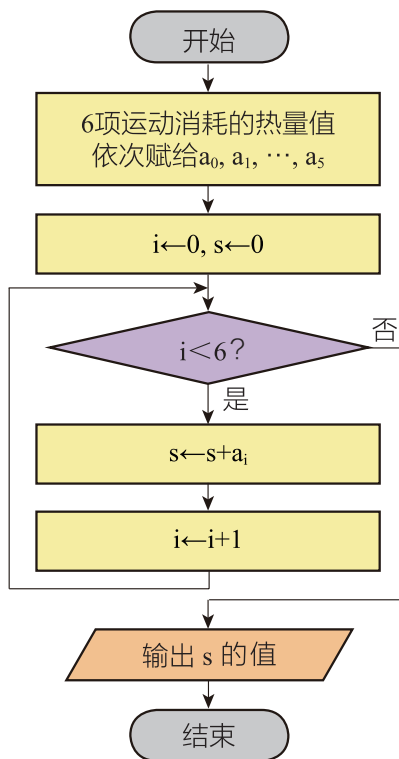 开始
6项运动消耗的热量值
依次赋给a₀, a₁, …, a₅
i←0, s←0
i＜6？
否
是
s←s+aᵢ
i←i+1
输出 s 的值
结束